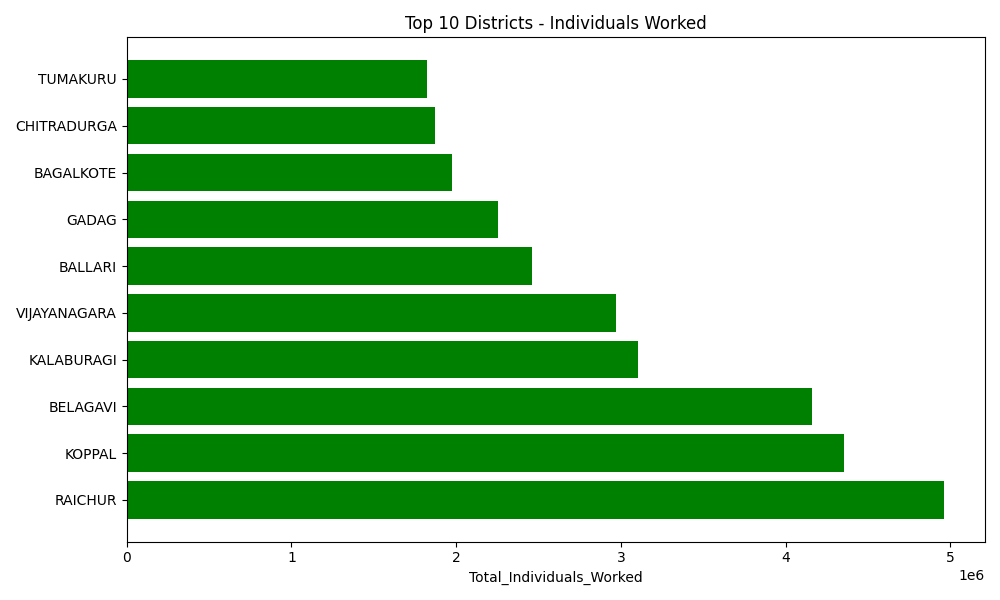 Top 10 Districts - Individuals Worked
TUMAKURU
CHITRADURGA
BAGALKOTE
GADAG
BALLARI
VIJAYANAGARA
KALABURAGI
BELAGAVI
KOPPAL
RAICHUR
0 1 2 3 4 5
1e6
Total_Individuals_Worked